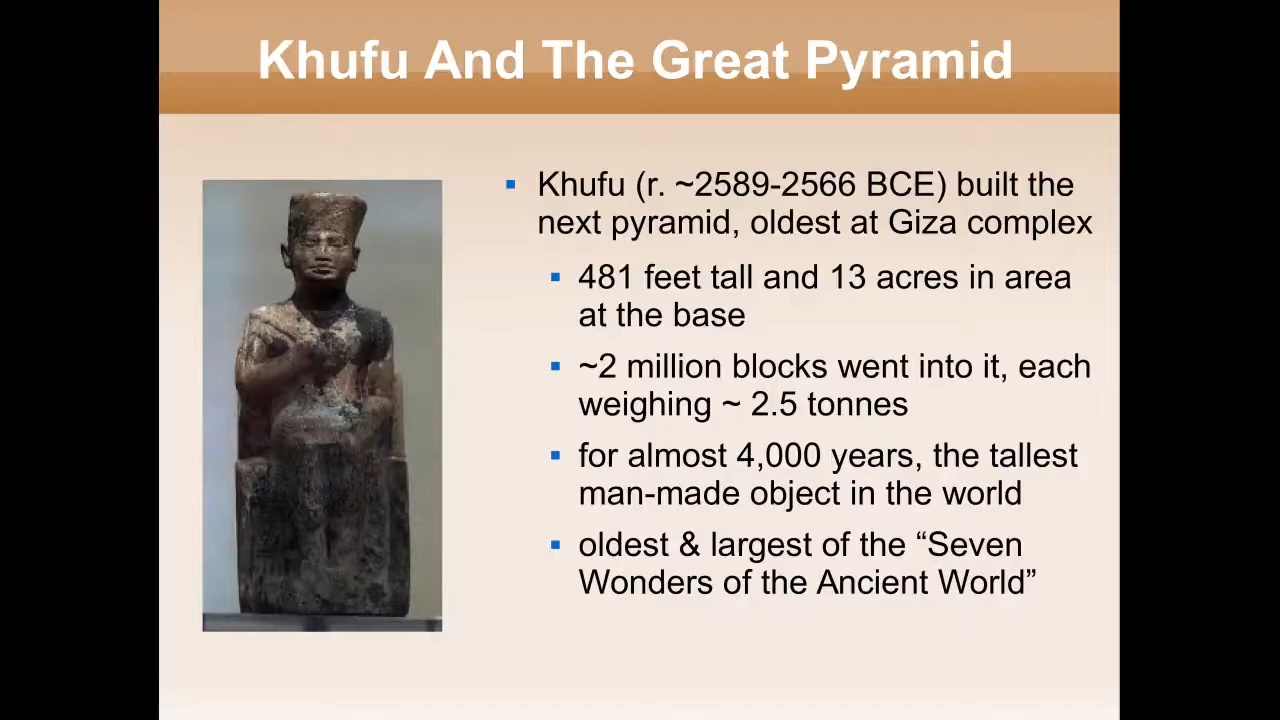 Khufu And The Great Pyramid
Khufu (r. ~2589-2566 BCE) built the
next pyramid, oldest at Giza complex
481 feet tall and 13 acres in area
at the base
~2 million blocks went into it, each
weighing ~ 2.5 tonnes
for almost 4,000 years, the tallest
man-made object in the world
oldest & largest of the “Seven
Wonders of the Ancient World”